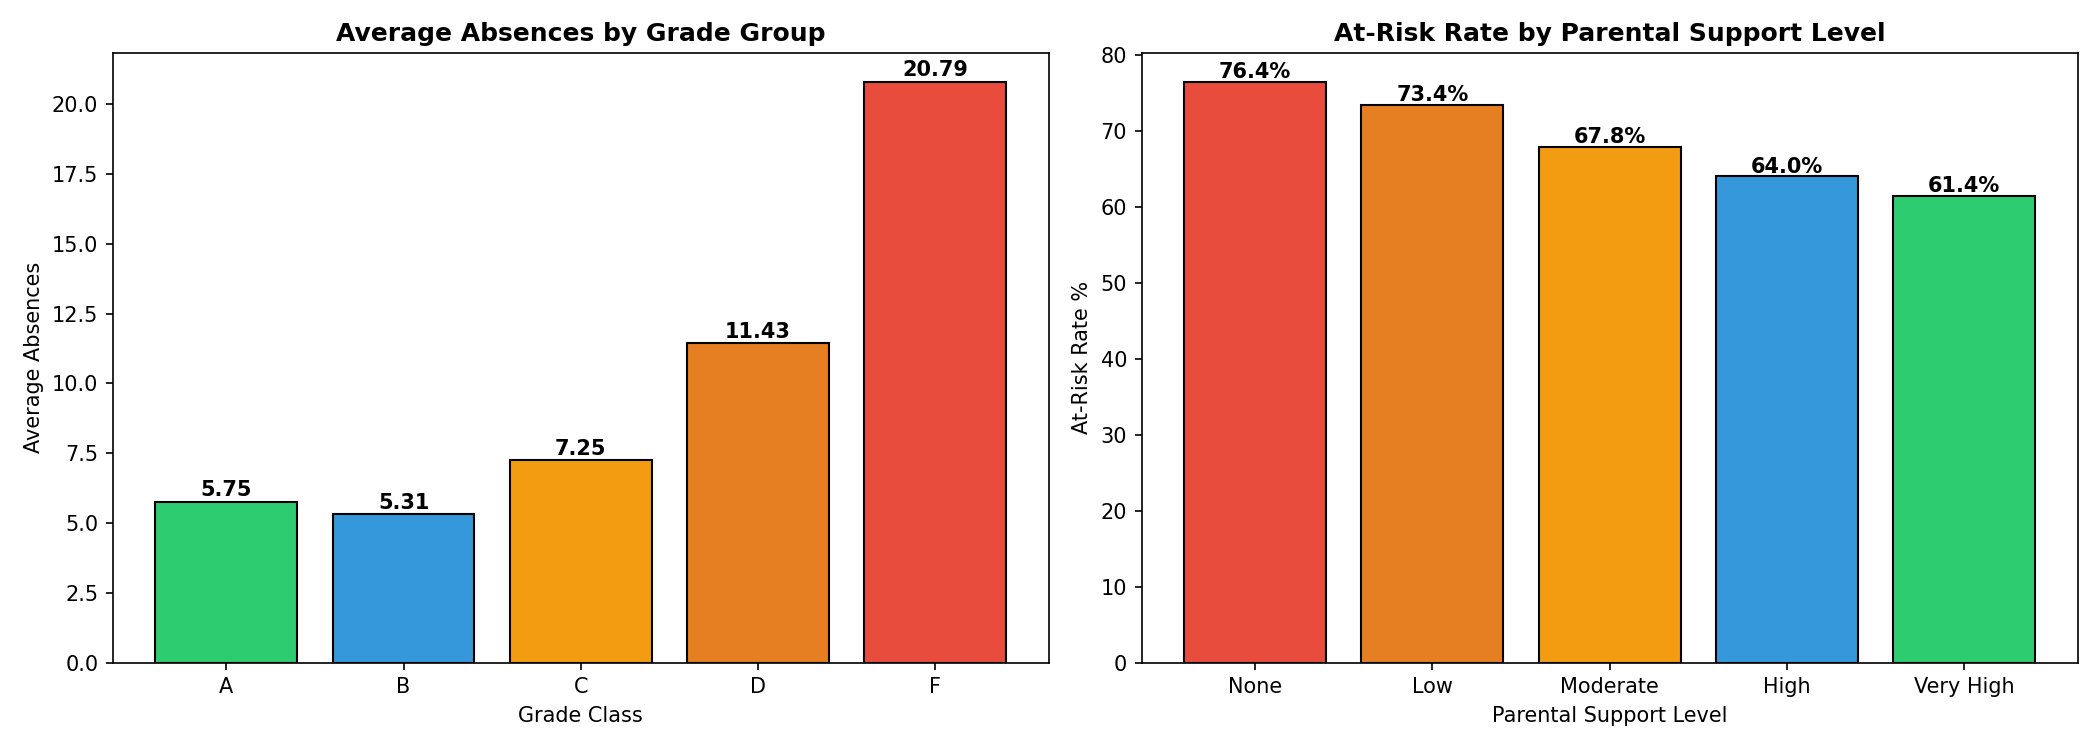 Average Absences by Grade Group
Average Absences
20.0
17.5
15.0
12.5
10.0
7.5
5.0
2.5
0.0
5.75
5.31
7.25
11.43
20.79
A
B
C
D
F
Grade Class
At-Risk Rate by Parental Support Level
At-Risk Rate %
80
70
60
50
40
30
20
10
0
76.4%
73.4%
67.8%
64.0%
61.4%
None
Low
Moderate
High
Very High
Parental Support Level